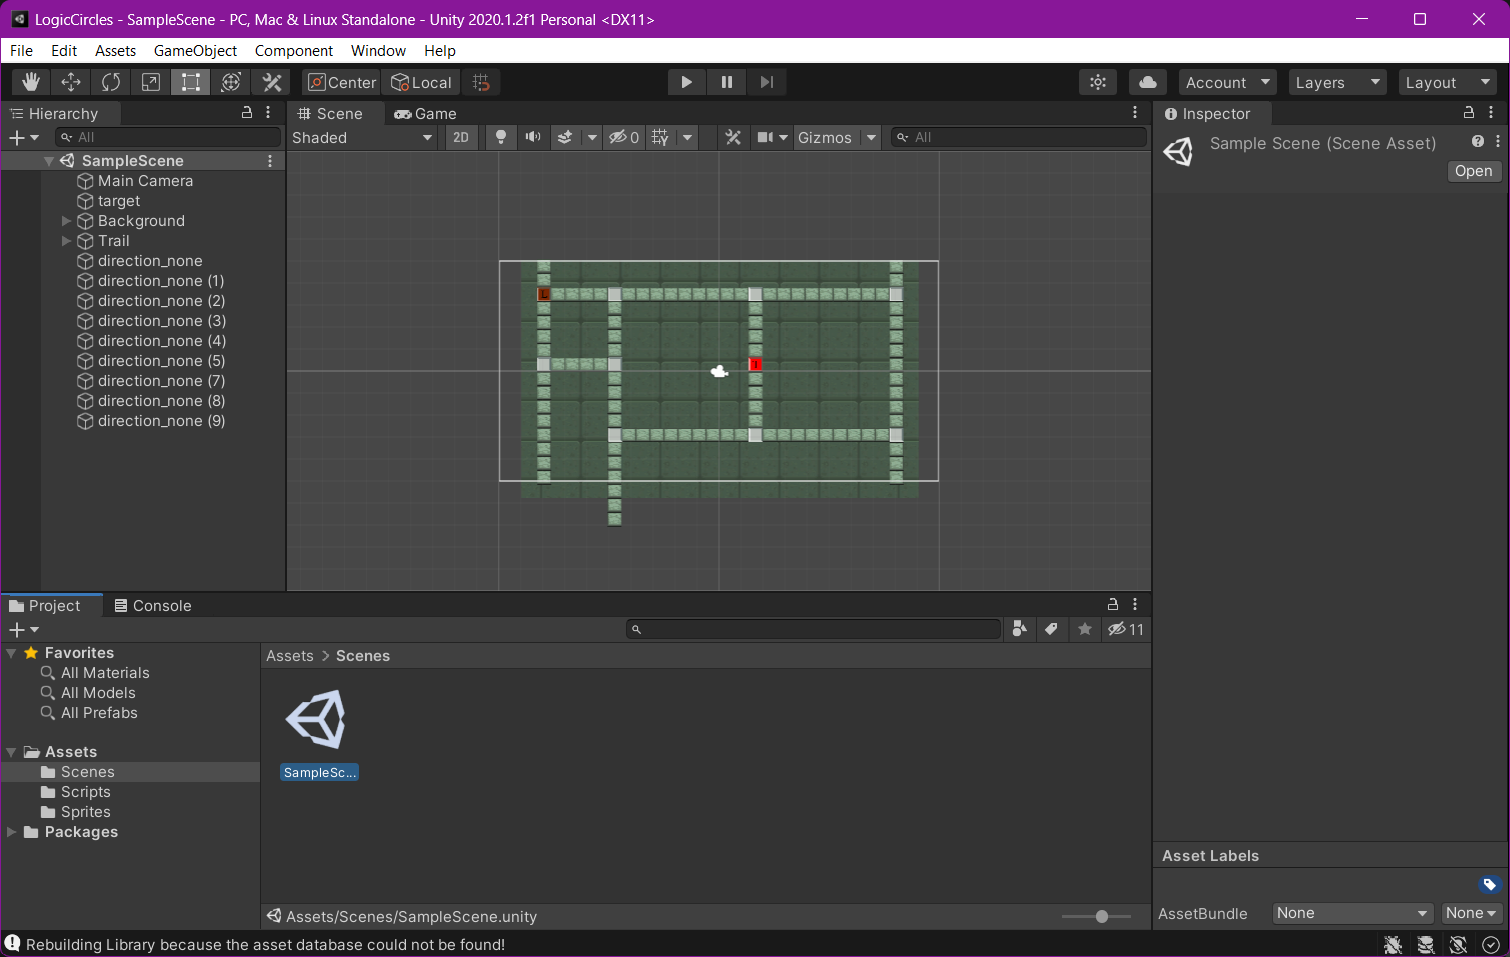 LogicCircles - SampleScene - PC, Mac & Linux Standalone - Unity 2020.1.2f1 Personal <DX11>
File Edit Assets GameObject Component Window Help
Center Local Account Layers Layout
Hierarchy
All
SampleScene
Main Camera
target
Background
Trail
direction_none
direction_none (1)
direction_none (2)
direction_none (3)
direction_none (4)
direction_none (5)
direction_none (7)
direction_none (8)
direction_none (9)
Scene Game
Shaded 2D 0 Gizmos All
Inspector
Sample Scene (Scene Asset)
Open
Project Console
11
Favorites
All Materials
All Models
All Prefabs
Assets
Scenes
Scripts
Sprites
Packages
Assets > Scenes
SampleSc...
Assets/Scenes/SampleScene.unity
Asset Labels
AssetBundle None None
Rebuilding Library because the asset database could not be found!